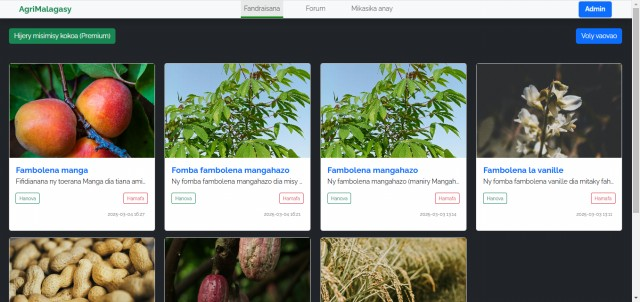 AgriMalagasy
Fandraisana Forum Mikasika anay
Admin
Hijery misimisy kokoa (Premium)
Voly vaovao
Fambolena manga
Fifidianana ny toerana Manga dia tiana ami...
Hanova Hamafa
2025-03-04 18:27
Fomba fambolena mangahazo
Ny fomba fambolena mangahazo dia misy ...
Hanova Hamafa
2025-03-04 18:21
Fambolena mangahazo
Ny fambolena mangahazo (maniry Mangah...
Hanova Hamafa
2025-03-03 13:14
Fambolena la vanille
Ny fomba fambolena vanille dia mitaky fah...
Hanova Hamafa
2025-03-03 13:11